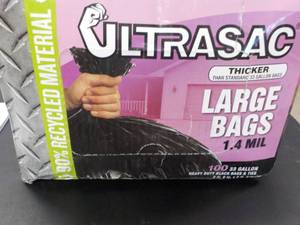 ULTRASAC
THICKER
THAN STANDARD 33 GALLON BAGS
LARGE
BAGS
1.4 MIL
100 33 GALLON
HEAVY DUTY BLACK BAGS & TIES
90% RECYCLED MATERIAL